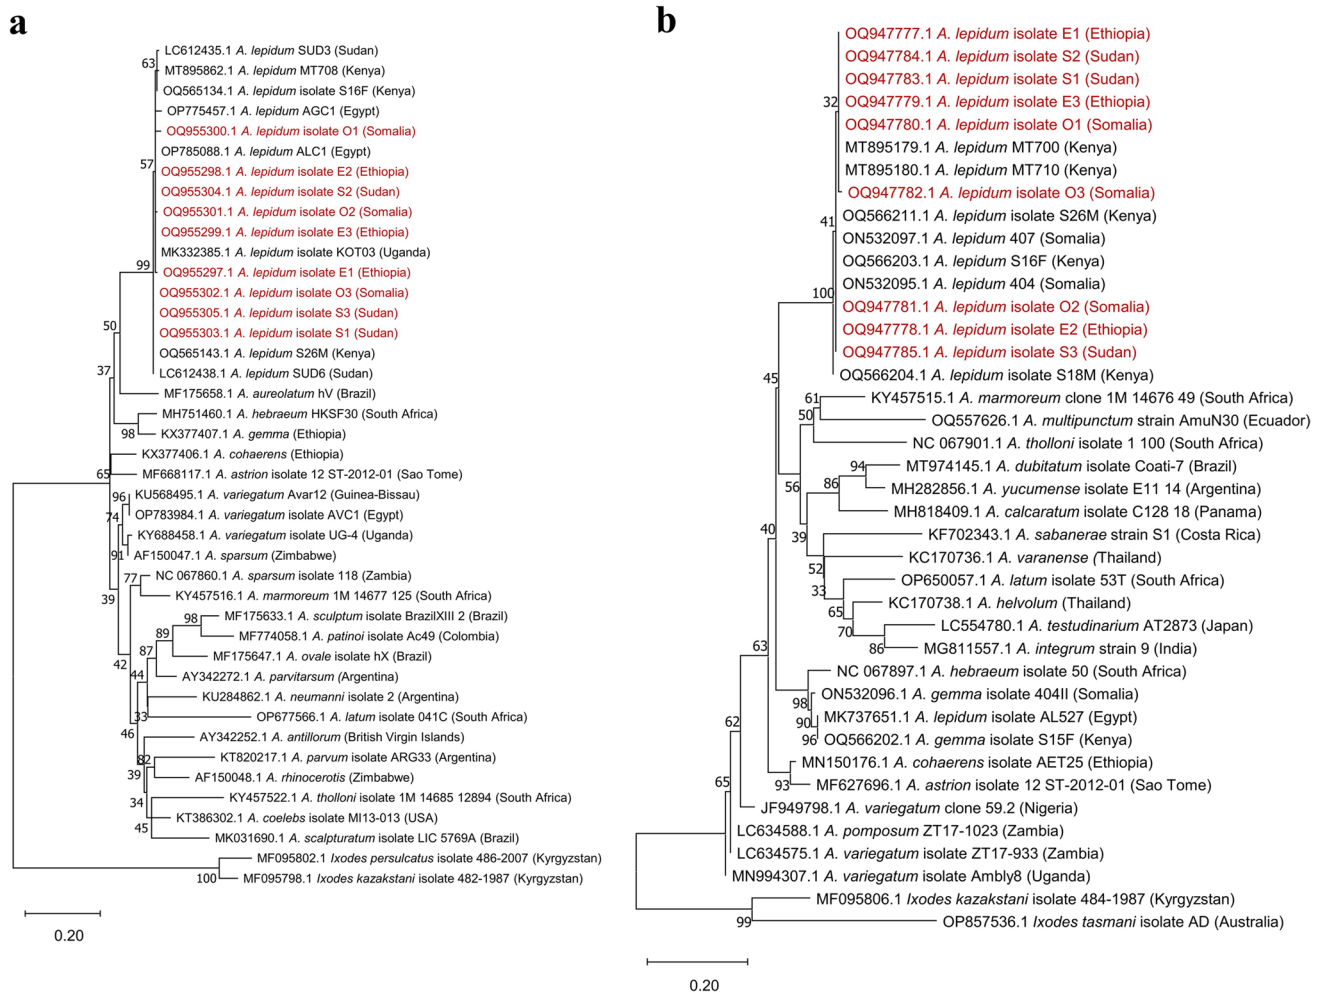 a
LC612435.1 A. lepidum SUD3 (Sudan)
63
MT895862.1 A. lepidum MT708 (Kenya)
OQ565134.1 A. lepidum isolate S16F (Kenya)
OP775457.1 A. lepidum AGC1 (Egypt)
OQ955300.1 A. lepidum isolate O1 (Somalia)
OP785088.1 A. lepidum ALC1 (Egypt)
57
OQ955298.1 A. lepidum isolate E2 (Ethiopia)
OQ955304.1 A. lepidum isolate S2 (Sudan)
OQ955301.1 A. lepidum isolate O2 (Somalia)
OQ955299.1 A. lepidum isolate E3 (Ethiopia)
MK332385.1 A. lepidum isolate KOT03 (Uganda)
99
OQ955297.1 A. lepidum isolate E1 (Ethiopia)
OQ955302.1 A. lepidum isolate O3 (Somalia)
OQ955305.1 A. lepidum isolate S3 (Sudan)
50
OQ955303.1 A. lepidum isolate S1 (Sudan)
OQ565143.1 A. lepidum S26M (Kenya)
37
LC612438.1 A. lepidum SUD6 (Sudan)
MF175658.1 A. aureolatum hV (Brazil)
MH751460.1 A. hebraeum HKSF30 (South Africa)
98
KX377407.1 A. gemma (Ethiopia)
KX377406.1 A. cohaerens (Ethiopia)
65
MF668117.1 A. astrion isolate 12 ST-2012-01 (Sao Tome)
96
KU568495.1 A. variegatum Avar12 (Guinea-Bissau)
74
OP783984.1 A. variegatum isolate AVC1 (Egypt)
KY688458.1 A. variegatum isolate UG-4 (Uganda)
91
AF150047.1 A. sparsum (Zimbabwe)
77
NC 067860.1 A. sparsum isolate 118 (Zambia)
39
KY457516.1 A. marmoreum 1M 14677 125 (South Africa)
98
MF175633.1 A. sculptum isolate BrazilXIII 2 (Brazil)
89
MF774058.1 A. patinoi isolate Ac49 (Colombia)
87
MF175647.1 A. ovale isolate hX (Brazil)
42
44
AY342272.1 A. parvitarsum (Argentina)
KU284862.1 A. neumanni isolate 2 (Argentina)
33
OP677566.1 A. latum isolate 041C (South Africa)
46
AY342252.1 A. antillorum (British Virgin Islands)
82
KT820217.1 A. parvum isolate ARG33 (Argentina)
39
AF150048.1 A. rhinocerotis (Zimbabwe)
34
KY457522.1 A. tholloni isolate 1M 14685 12894 (South Africa)
KT386302.1 A. coelebs isolate MI13-013 (USA)
45
MK031690.1 A. scalpturatum isolate LIC 5769A (Brazil)
MF095802.1 Ixodes persulcatus isolate 486-2007 (Kyrgyzstan)
100
MF095798.1 Ixodes kazakstani isolate 482-1987 (Kyrgyzstan)
0.20
b
OQ947777.1 A. lepidum isolate E1 (Ethiopia)
OQ947784.1 A. lepidum isolate S2 (Sudan)
OQ947783.1 A. lepidum isolate S1 (Sudan)
32
OQ947779.1 A. lepidum isolate E3 (Ethiopia)
OQ947780.1 A. lepidum isolate O1 (Somalia)
MT895179.1 A. lepidum MT700 (Kenya)
MT895180.1 A. lepidum MT710 (Kenya)
OQ947782.1 A. lepidum isolate O3 (Somalia)
41
OQ566211.1 A. lepidum isolate S26M (Kenya)
ON532097.1 A. lepidum 407 (Somalia)
OQ566203.1 A. lepidum S16F (Kenya)
ON532095.1 A. lepidum 404 (Somalia)
100
OQ947781.1 A. lepidum isolate O2 (Somalia)
OQ947778.1 A. lepidum isolate E2 (Ethiopia)
OQ947785.1 A. lepidum isolate S3 (Sudan)
45
OQ566204.1 A. lepidum isolate S18M (Kenya)
61
KY457515.1 A. marmoreum clone 1M 14676 49 (South Africa)
50
OQ557626.1 A. multipunctum strain AmuN30 (Ecuador)
NC 067901.1 A. tholloni isolate 1 100 (South Africa)
94
MT974145.1 A. dubitatum isolate Coati-7 (Brazil)
56
86
MH282856.1 A. yucumense isolate E11 14 (Argentina)
MH818409.1 A. calcaratum isolate C128 18 (Panama)
40
39
KF702343.1 A. sabanerae strain S1 (Costa Rica)
KC170736.1 A. varanense (Thailand)
52
OP650057.1 A. latum isolate 53T (South Africa)
33
KC170738.1 A. helvolum (Thailand)
65
LC554780.1 A. testudinarium AT2873 (Japan)
70
86
MG811557.1 A. integrum strain 9 (India)
63
NC 067897.1 A. hebraeum isolate 50 (South Africa)
98
ON532096.1 A. gemma isolate 404II (Somalia)
62
90
MK737651.1 A. lepidum isolate AL527 (Egypt)
96
OQ566202.1 A. gemma isolate S15F (Kenya)
MN150176.1 A. cohaerens isolate AET25 (Ethiopia)
65
93
MF627696.1 A. astrion isolate 12 ST-2012-01 (Sao Tome)
JF949798.1 A. variegatum clone 59.2 (Nigeria)
LC634588.1 A. pomposum ZT17-1023 (Zambia)
LC634575.1 A. variegatum isolate ZT17-933 (Zambia)
MN994307.1 A. variegatum isolate Ambly8 (Uganda)
MF095806.1 Ixodes kazakstani isolate 484-1987 (Kyrgyzstan)
99
OP857536.1 Ixodes tasmani isolate AD (Australia)
0.20